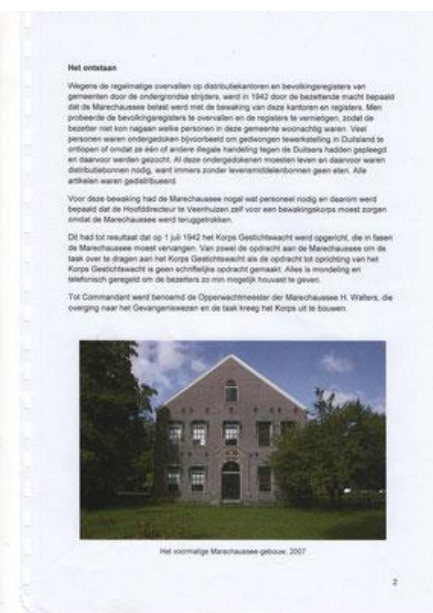 Het ontstaan
Wegens de regelmatige overvallen op distributiekantoren en bevolkingsregisters van
gemeenten door de ondergrondse strijders, werd in 1942 door de bezettende macht bepaald
dat de Marechaussee belast werd met de bewaking van deze kantoren en registers. Men
probeerde de bevolkingsregisters te overvallen en de registers te vernietigen, zodat de
bezetter niet kon nagaan welke personen in deze gemeente woonachtig waren. Veel
personen waren ondergedoken bijvoorbeeld om gedwongen tewerkstelling in Duitsland te
ontlopen of omdat ze één of andere illegale handeling tegen de Duitsers hadden gepleegd
en daarvoor werden gezocht. Al deze ondergedokenen moesten leven en daarvoor waren
distributiebonnen nodig, want immers zonder levensmiddelenbonnen geen eten. Alle
artikelen waren gedistribueerd.
Voor deze bewaking had de Marechaussee nogal wat personeel nodig en daarom werd
bepaald dat de Hoofddirecteur te Veenhuizen zelf voor een bewakingskorps moest zorgen
omdat de Marechaussee werd teruggetrokken.
Dit had tot resultaat dat op 1 juli 1942 het Korps Gestichtswacht werd opgericht, die in fasen
de Marechaussee moest vervangen. Van zowel de opdracht aan de Marechaussee om de
taak over te dragen aan het Korps Gestichtswacht als de opdracht tot oprichting van het
Korps Gestichtswacht is geen schriftelijke opdracht gemaakt. Alles is mondeling en
telefonisch geregeld om de bezetters zo min mogelijk houvast te geven.
Tot Commandant werd benoemd de Opperwachtmeester der Marechaussee H. Walters, die
overging naar het Gevangeniswezen en de taak kreeg het Korps uit te bouwen.
Het voormalige Marechaussee-gebouw, 2007
2